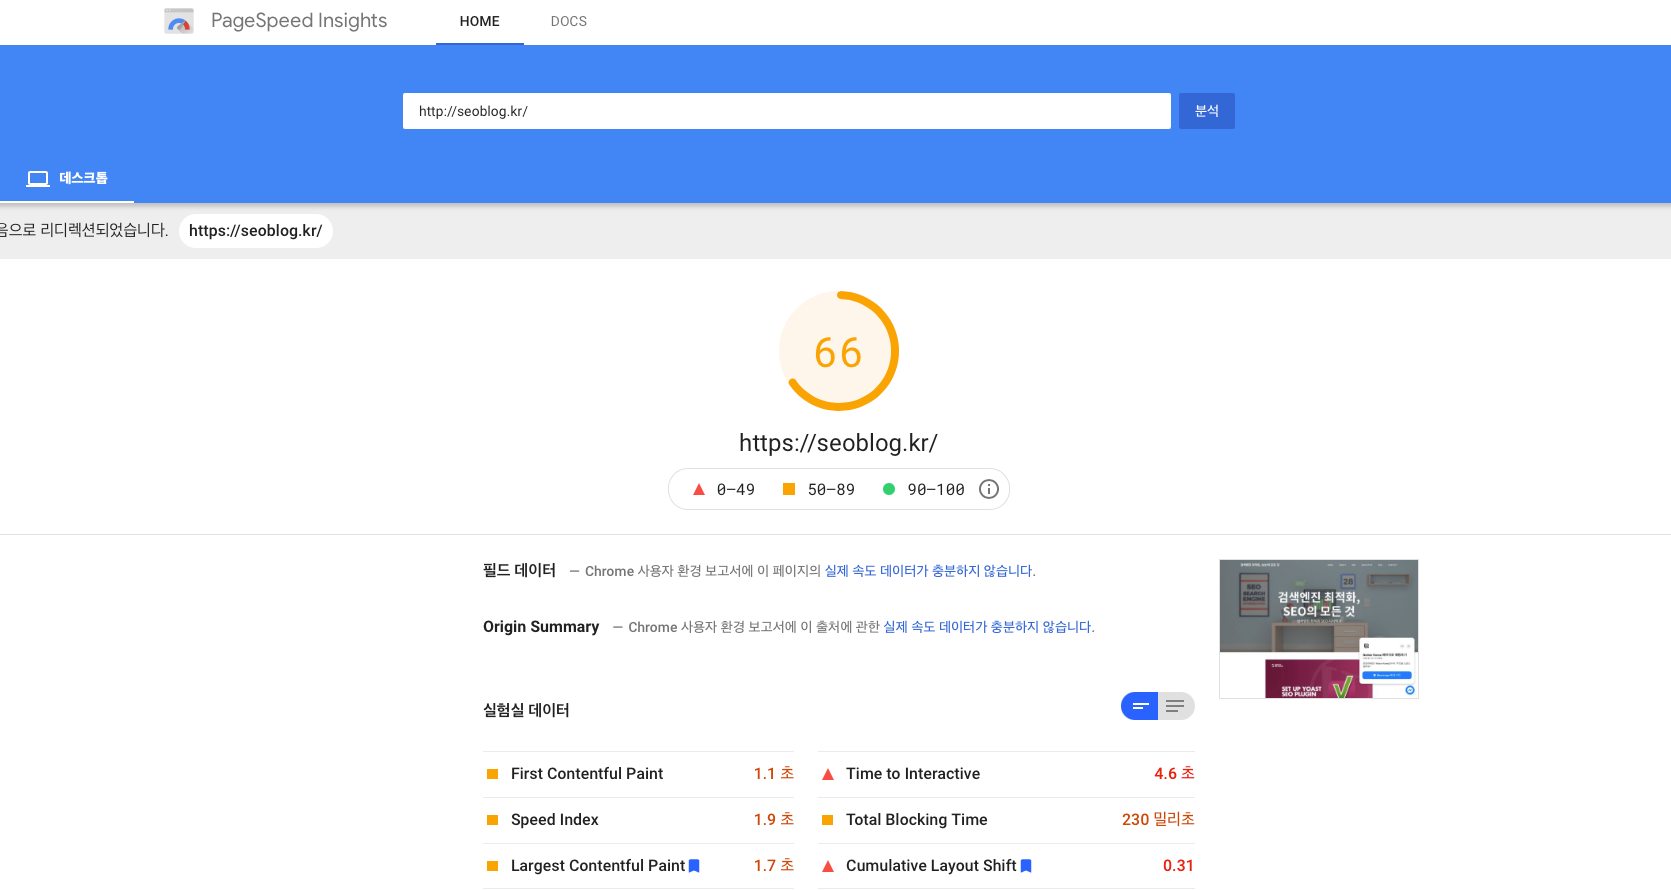 PageSpeed Insights HOME DOCS
http://seoblog.kr/ 분석
데스크톱
음으로 리디렉션되었습니다. https://seoblog.kr/
66
https://seoblog.kr/
0–49 50–89 90–100
필드 데이터 — Chrome 사용자 환경 보고서에 이 페이지의 실제 속도 데이터가 충분하지 않습니다.
Origin Summary — Chrome 사용자 환경 보고서에 이 출처에 관한 실제 속도 데이터가 충분하지 않습니다.
SEO
SEARCH
ENGINE
28
검색엔진 최적화,
SEO의 모든 것
SET UP YOAST
SEO PLUGIN
실험실 데이터
First Contentful Paint 1.1 초
Time to Interactive 4.6 초
Speed Index 1.9 초
Total Blocking Time 230 밀리초
Largest Contentful Paint 1.7 초
Cumulative Layout Shift 0.31